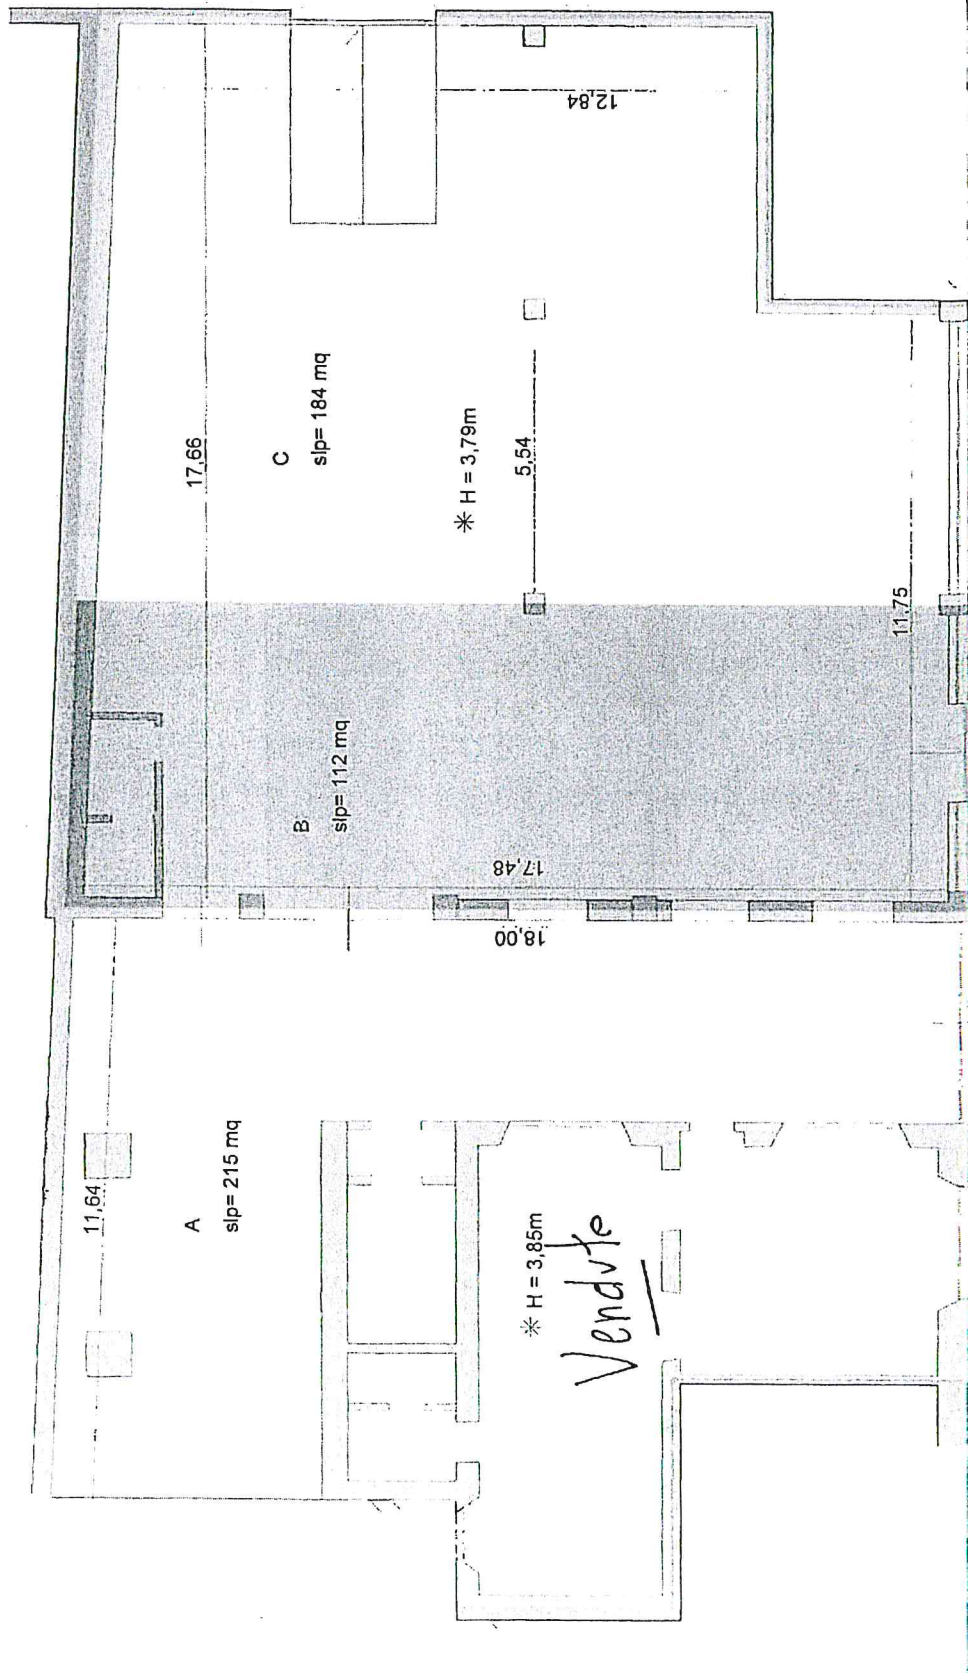 12,84
17,66
C
slp= 184 mq
H = 3,79m
5,54
11,75
B
slp= 112 mq
17,48
18,00
11,64
A
slp= 215 mq
H = 3,85m
Vendute